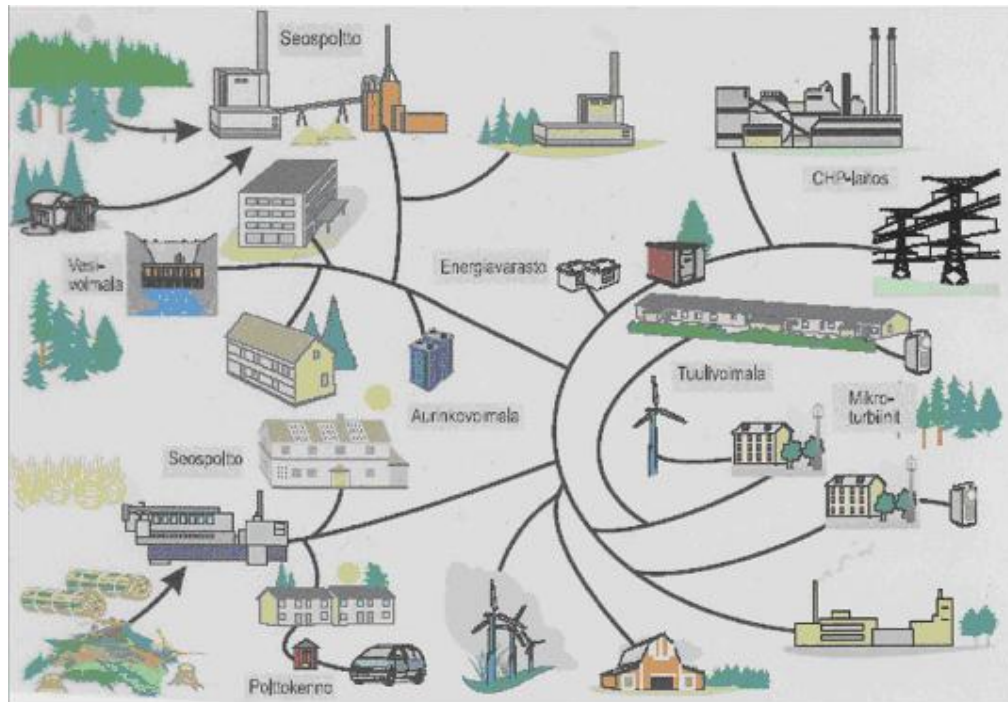 Seospoltto
CHP-laitos
Vesi-
voimala
Energiavarasto
Tuulivoimala
Mikro-
turbiinit
Aurinkovoimala
Seospoltto
Polttokenno